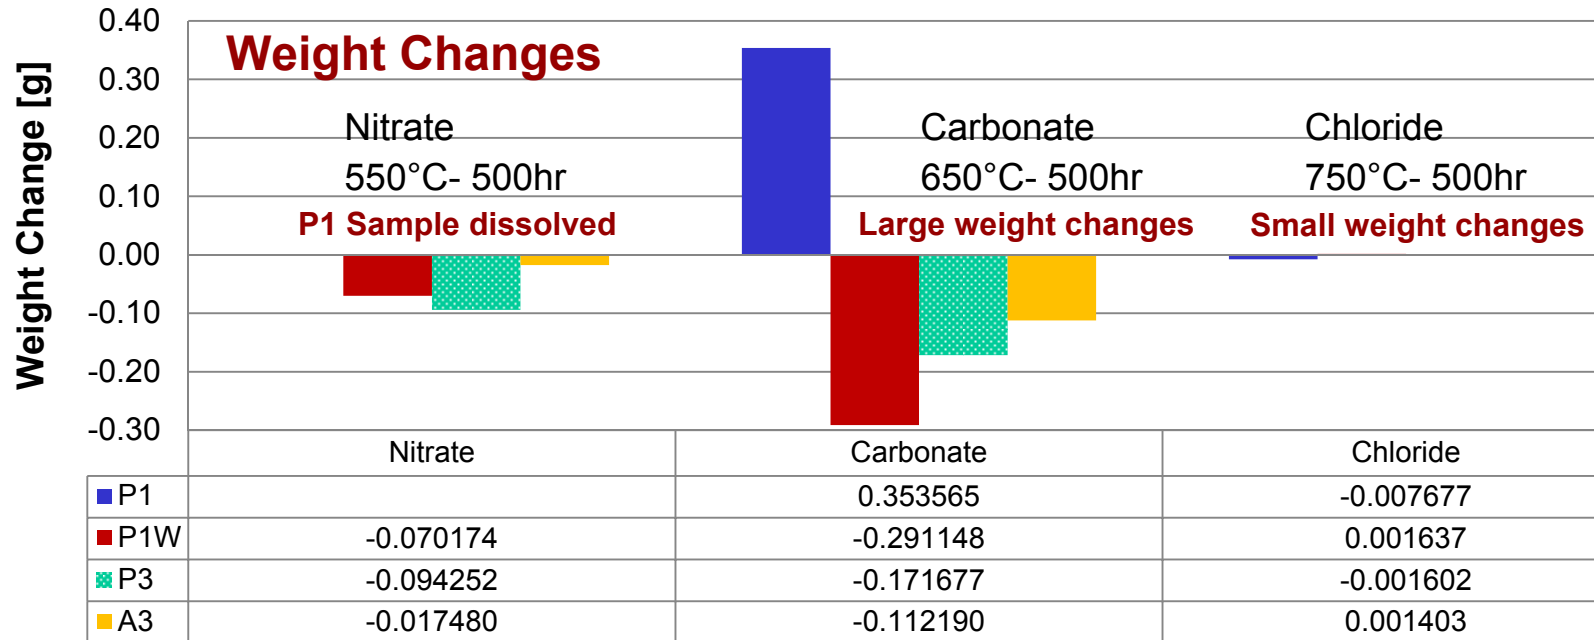 Weight Changes
Weight Change [g]
0.40
0.30
0.20
0.10
0.00
-0.10
-0.20
-0.30
Nitrate
550°C- 500hr
P1 Sample dissolved
Carbonate
650°C- 500hr
Large weight changes
Chloride
750°C- 500hr
Small weight changes
Nitrate Carbonate Chloride
P1 0.353565 -0.007677
P1W -0.070174 -0.291148 0.001637
P3 -0.094252 -0.171677 -0.001602
A3 -0.017480 -0.112190 0.001403